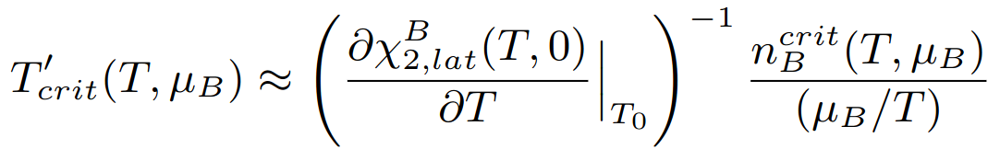 $T'_{crit}(T, \mu_B) \approx \left( \frac{\partial \chi^B_{2,lat}(T, 0)}{\partial T} \Big|_{T_0} \right)^{-1} \frac{n_B^{crit}(T, \mu_B)}{(\mu_B/T)}$